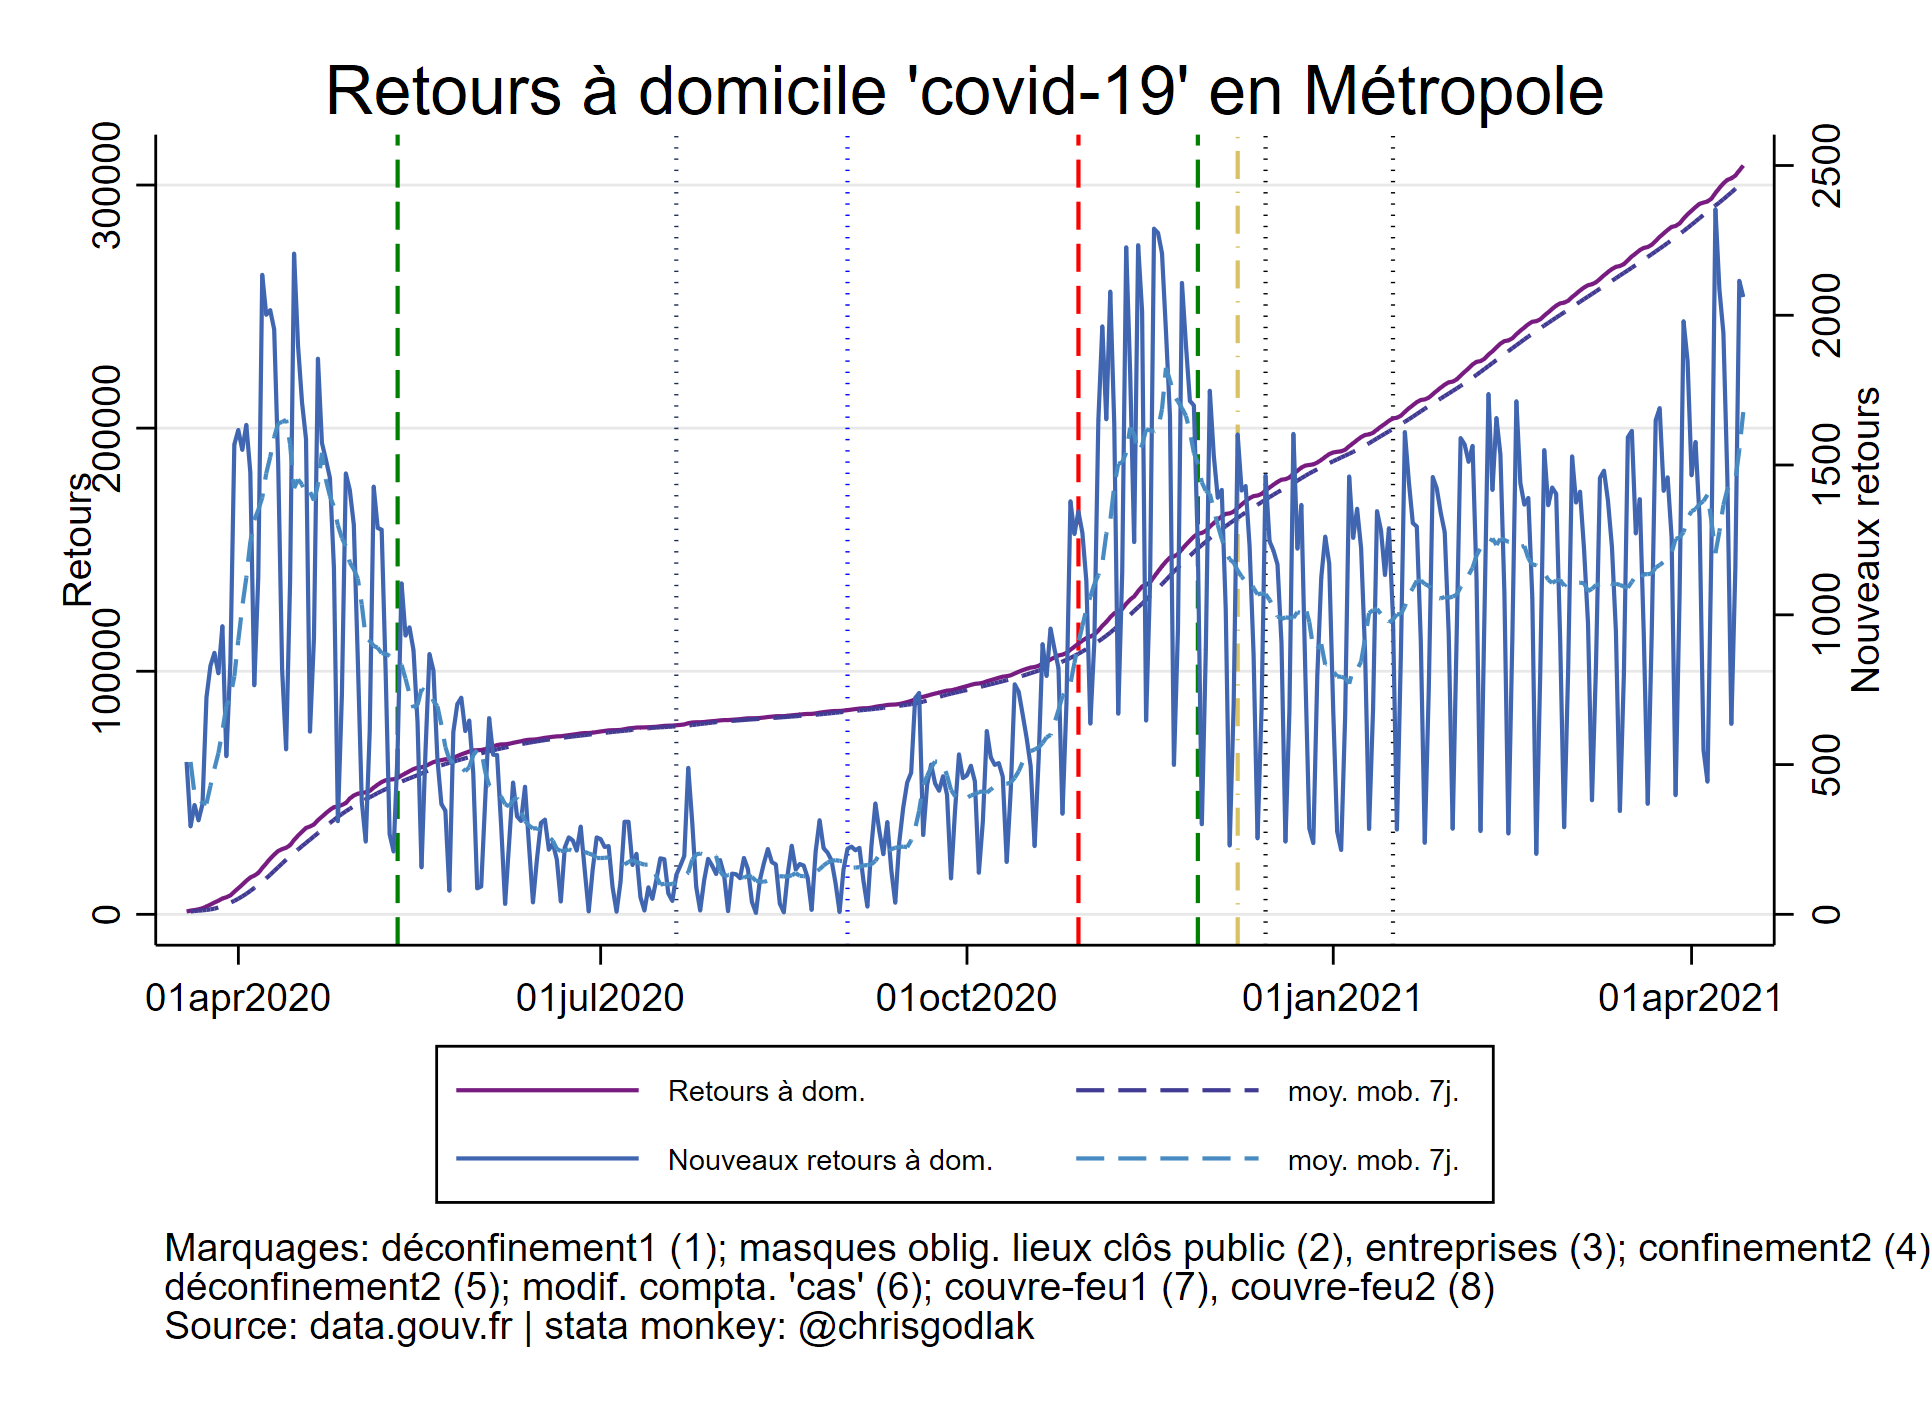 Retours à domicile 'covid-19' en Métropole
Retours
0
100000
200000
300000
Nouveaux retours
0
500
1000
1500
2000
2500
01apr2020
01jul2020
01oct2020
01jan2021
01apr2021
Retours à dom.
moy. mob. 7j.
Nouveaux retours à dom.
moy. mob. 7j.
Marquages: déconfinement1 (1); masques oblig. lieux clôs public (2), entreprises (3); confinement2 (4)
déconfinement2 (5); modif. compta. 'cas' (6); couvre-feu1 (7), couvre-feu2 (8)
Source: data.gouv.fr | stata monkey: @chrisgodlak